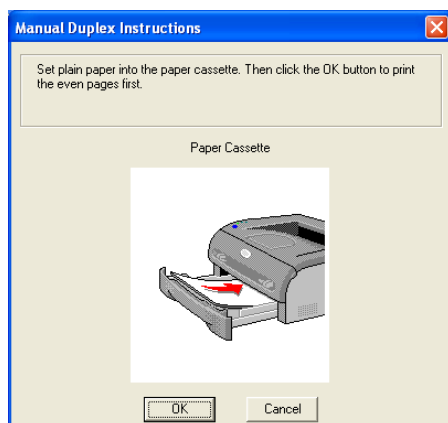 Manual Duplex Instructions
Set plain paper into the paper cassette. Then click the OK button to print
the even pages first.
Paper Cassette
OK
Cancel